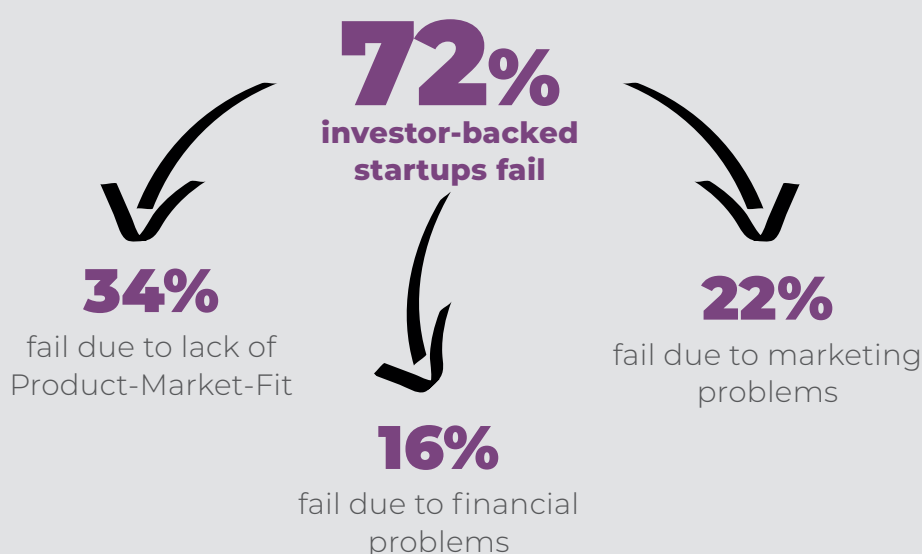 72%
investor-backed
startups fail
34%
fail due to lack of
Product-Market-Fit
22%
fail due to marketing
problems
16%
fail due to financial
problems